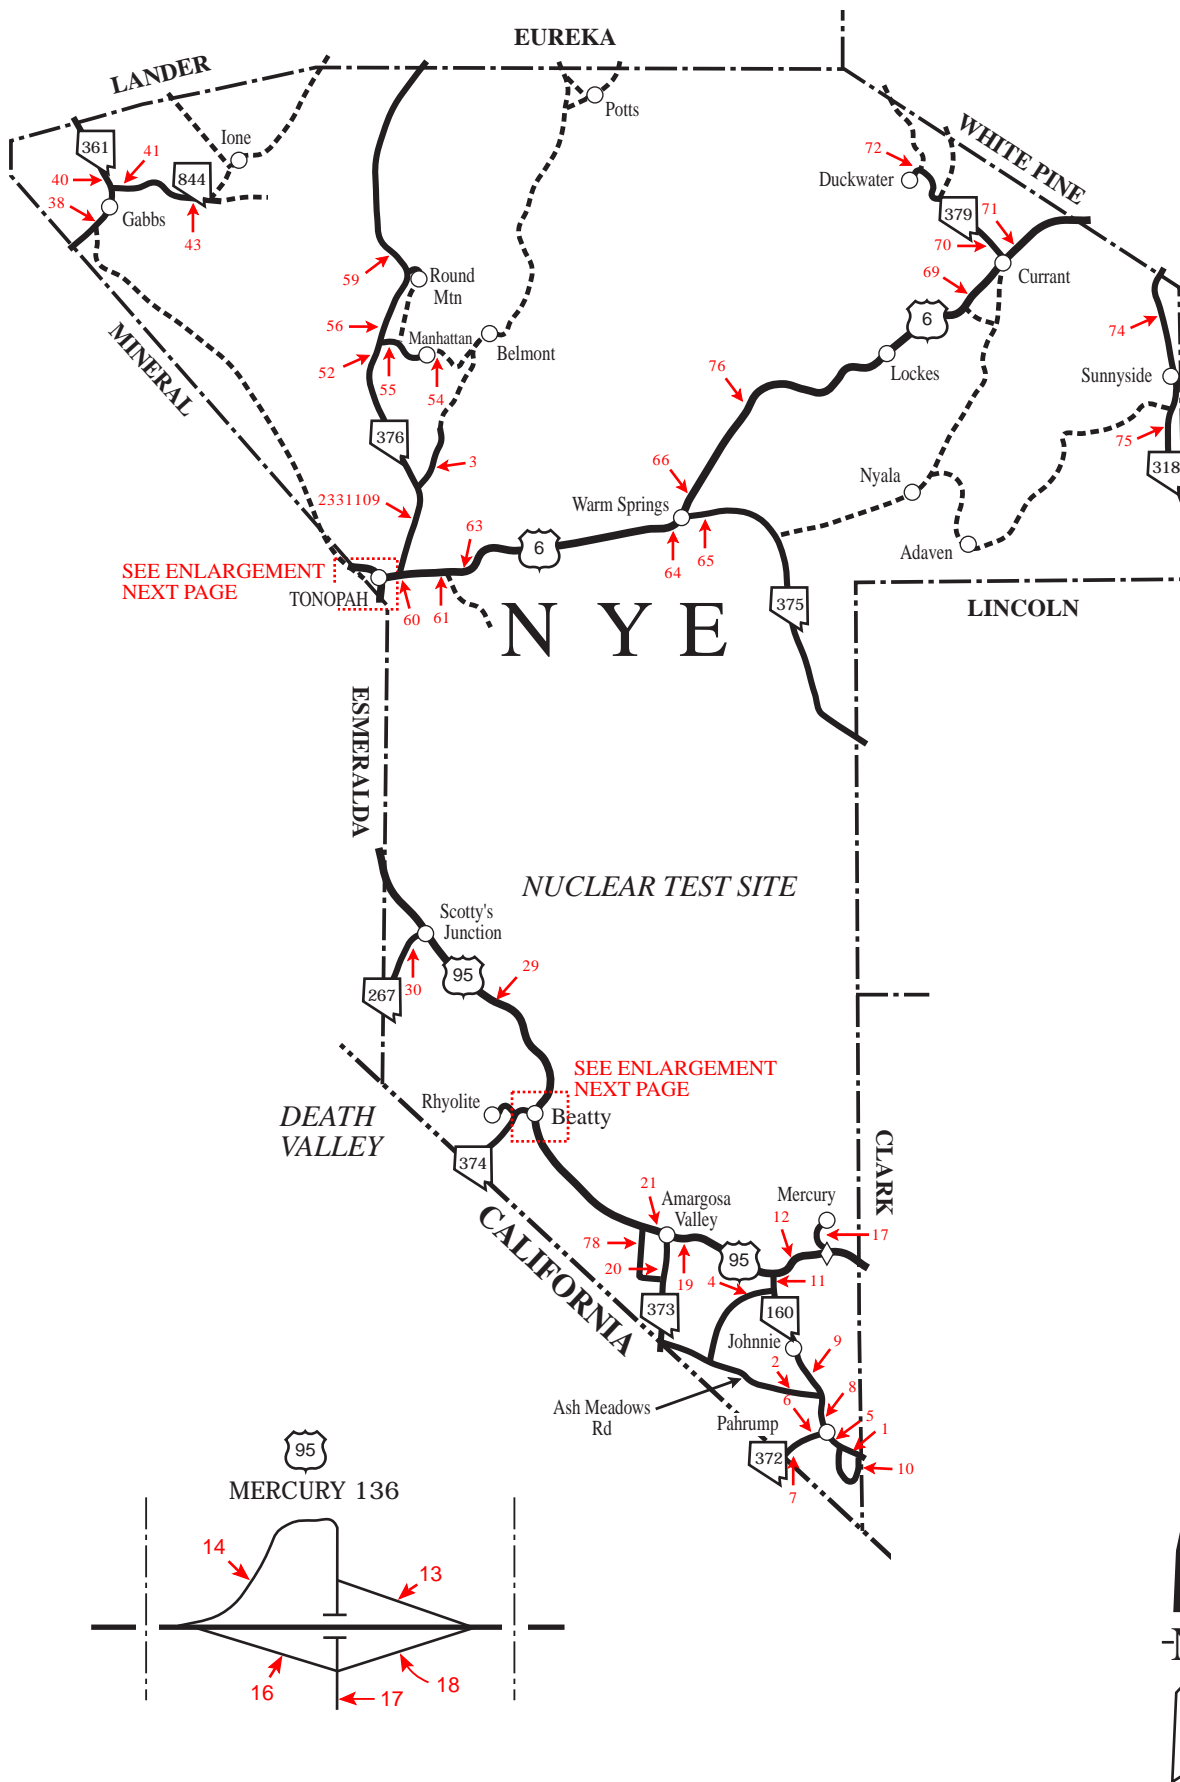 EUREKA
LANDER
Potts
WHITE PINE
361
41
Ione
72
Duckwater
40
844
38
Gabbs
43
379
71
70
Currant
59
Round
Mtn
69
56
Manhattan
Belmont
6
74
52
55
54
Lockes
76
Sunnyside
MINERAL
376
3
75
318
66
Nyala
2331109
Warm Springs
63
6
64
65
Adaven
SEE ENLARGEMENT
NEXT PAGE
TONOPAH
60
61
375
LINCOLN
NYE
ESMERALDA
NUCLEAR TEST SITE
Scotty's
Junction
95
29
267
30
SEE ENLARGEMENT
NEXT PAGE
Rhyolite
Beatty
DEATH
VALLEY
374
CLARK
21
Amargosa
Valley
Mercury
12
17
CALIFORNIA
78
95
20
19
4
11
373
160
Johnnie
9
2
8
Ash Meadows
Rd
6
5
1
Pahrump
372
10
7
95
MERCURY 136
14
13
16
18
17